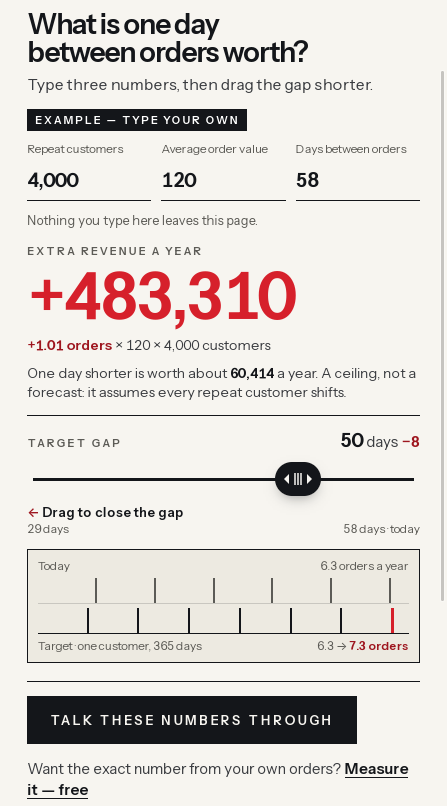 What is one day
between orders worth?
Type three numbers, then drag the gap shorter.
EXAMPLE — TYPE YOUR OWN
Repeat customers Average order value Days between orders
4,000 120 58
Nothing you type here leaves this page.
EXTRA REVENUE A YEAR
+483,310
+1.01 orders × 120 × 4,000 customers
One day shorter is worth about 60,414 a year. A ceiling, not a
forecast: it assumes every repeat customer shifts.
TARGET GAP 50 days −8
← Drag to close the gap
29 days 58 days · today
Today 6.3 orders a year
Target · one customer, 365 days 6.3 → 7.3 orders
TALK THESE NUMBERS THROUGH
Want the exact number from your own orders? Measure
it — free